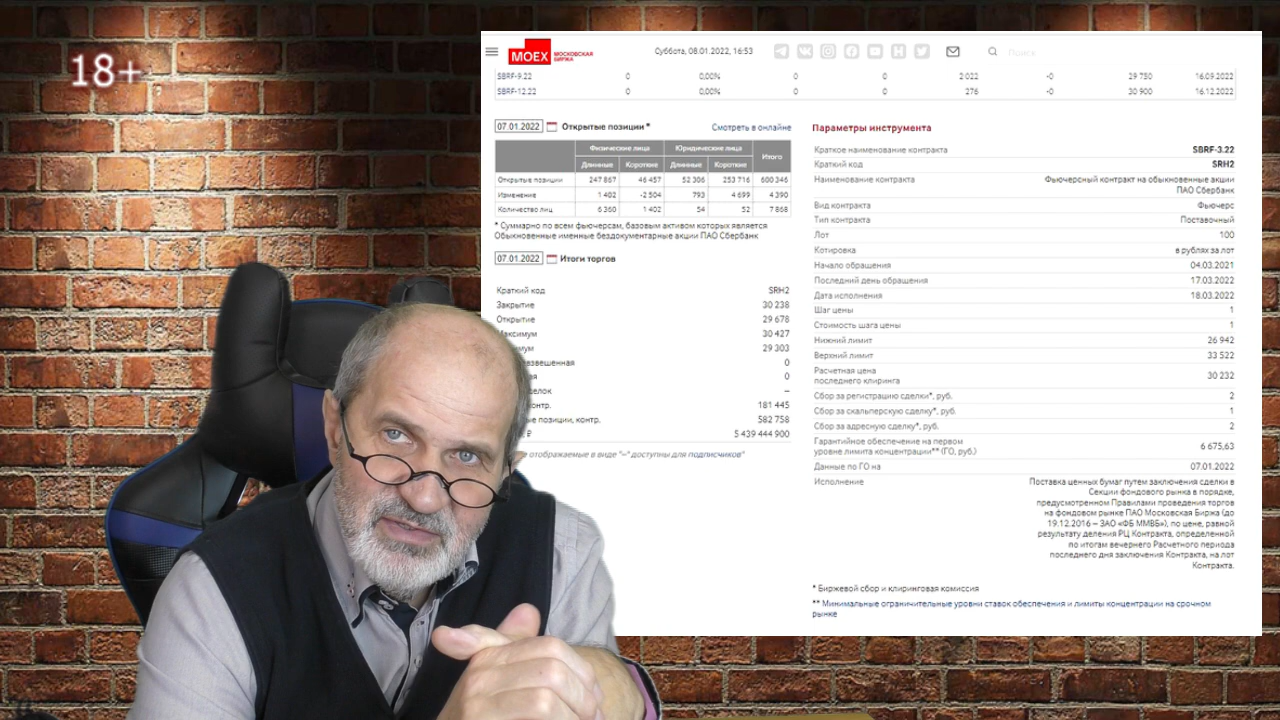 18+
MOEX МОСКОВСКАЯ БИРЖА
Суббота, 08.01.2022, 16:53
Поиск
SBRF-9.22 0 0,00% 0 0 2 022 -0 29 750 16.09.2022
SBRF-12.22 0 0,00% 0 0 276 -0 30 900 16.12.2022
07.01.2022 Открытые позиции * Смотреть в онлайне
Физические лица Юридические лица Итого
Длинные Короткие Длинные Короткие
Открытые позиции 247 867 46 457 52 306 253 716 600 346
Изменение 1 402 -2 504 793 4 699 4 390
Количество лиц 6 360 1 402 54 52 7 868
* Суммарно по всем фьючерсам, базовым активом которых является
Обыкновенные именные бездокументарные акции ПАО Сбербанк
07.01.2022 Итоги торгов
Краткий код SRH2
Закрытие 30 238
Открытие 29 678
Максимум 30 427
29 303
0
0
--
контр. 181 445
позиции, контр. 582 758
₽ 5 439 444 900
отображаемые в виде "--" доступны для подписчиков"
Параметры инструмента
Краткое наименование контракта SBRF-3.22
Краткий код SRH2
Наименование контракта Фьючерсный контракт на обыкновенные акции
ПАО Сбербанк
Вид контракта Фьючерс
Тип контракта Поставочный
Лот 100
Котировка в рублях за лот
Начало обращения 04.03.2021
Последний день обращения 17.03.2022
Дата исполнения 18.03.2022
Шаг цены 1
Стоимость шага цены 1
Нижний лимит 26 942
Верхний лимит 33 522
Расчетная цена
последнего клиринга 30 232
Сбор за регистрацию сделки*, руб. 2
Сбор за скальперскую сделку*, руб. 1
Сбор за адресную сделку*, руб. 2
Гарантийное обеспечение на первом
уровне лимита концентрации** (ГО, руб.) 6 675,63
Данные по ГО на 07.01.2022
Исполнение Поставка ценных бумаг путем заключения сделки в
Секции фондового рынка в порядке,
предусмотренном Правилами проведения торгов
на фондовом рынке ПАО Московская Биржа (до
19.12.2016 – ЗАО «ФБ ММВБ»), по цене, равной
результату деления РЦ Контракта, определенной
по итогам вечернего Расчетного периода
последнего дня заключения Контракта, на лот
Контракта.
* Биржевой сбор и клиринговая комиссия
** Минимальные ограничительные уровни ставок обеспечения и лимиты концентрации на срочном
рынке